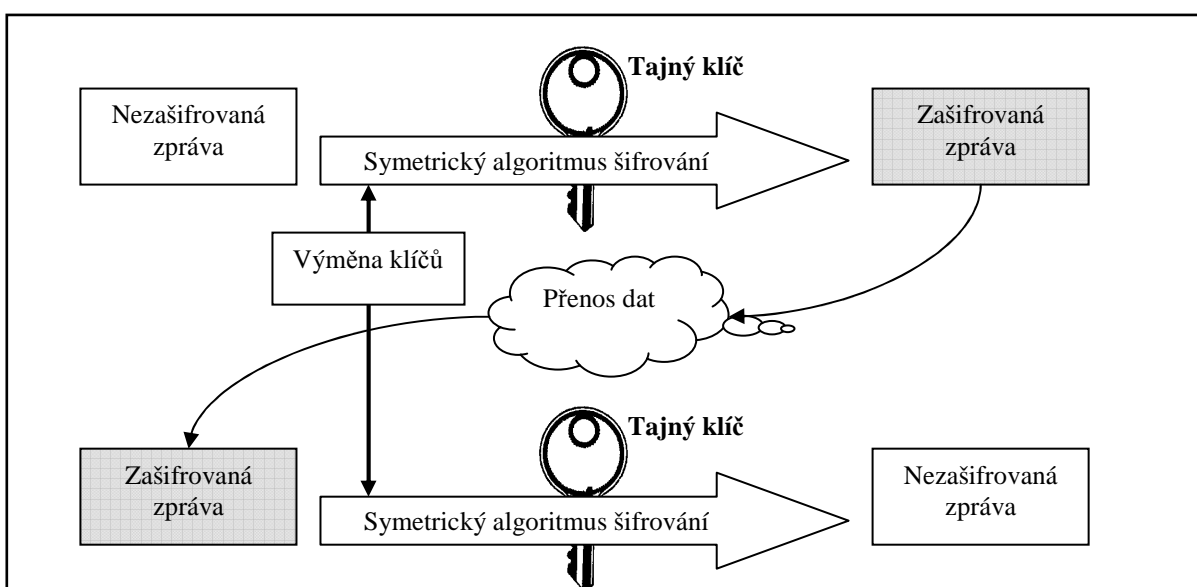 Tajný klíč
Nezašifrovaná
zpráva
Symetrický algoritmus šifrování
Zašifrovaná
zpráva
Výměna klíčů
Přenos dat
Tajný klíč
Zašifrovaná
zpráva
Symetrický algoritmus šifrování
Nezašifrovaná
zpráva